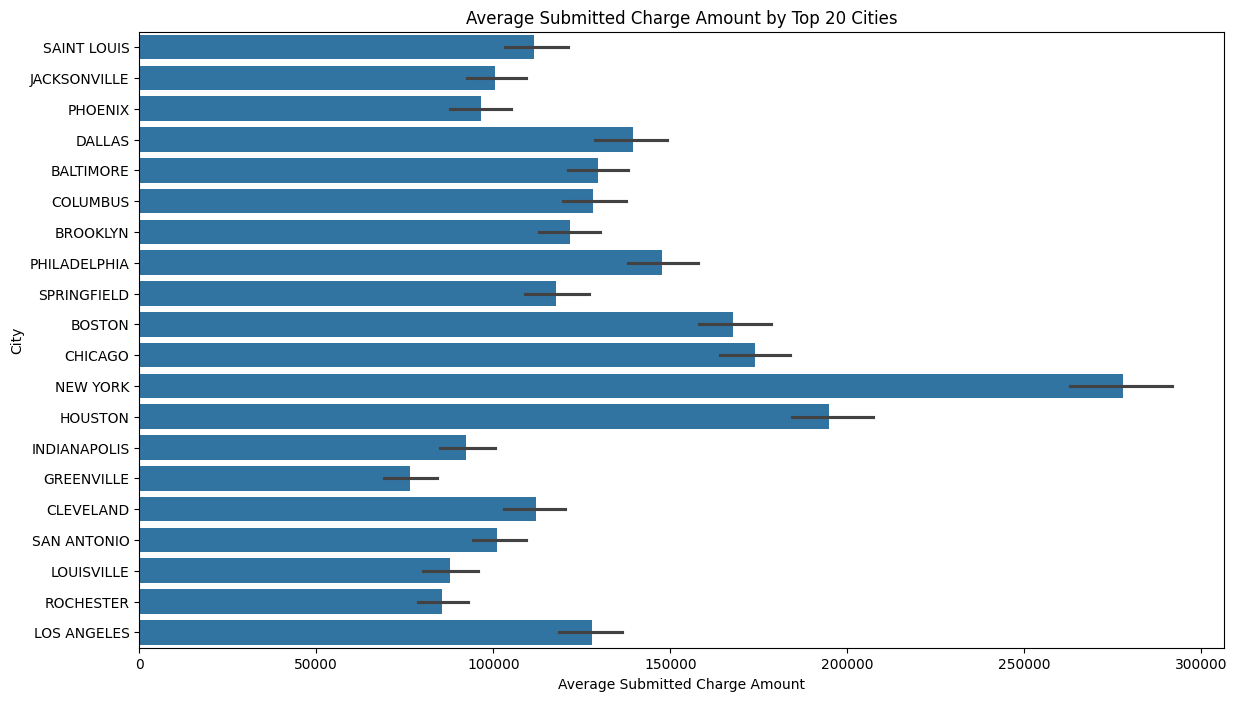 Average Submitted Charge Amount by Top 20 Cities
SAINT LOUIS
JACKSONVILLE
PHOENIX
DALLAS
BALTIMORE
COLUMBUS
BROOKLYN
PHILADELPHIA
SPRINGFIELD
BOSTON
CHICAGO
NEW YORK
HOUSTON
INDIANAPOLIS
GREENVILLE
CLEVELAND
SAN ANTONIO
LOUISVILLE
ROCHESTER
LOS ANGELES
City
0 50000 100000 150000 200000 250000 300000
Average Submitted Charge Amount